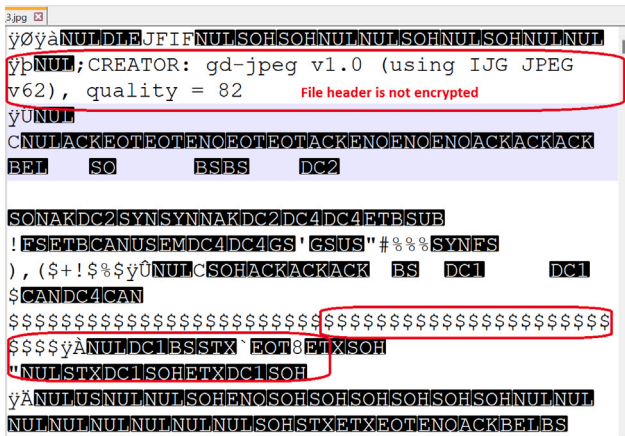 3.jpg
ÿØÿàNULDLEJFIFNULSOHSOHNULNULSOHNULSOHNULNUL
ÿþNUL;CREATOR: gd-jpeg v1.0 (using IJG JPEG
v62), quality = 82
File header is not encrypted
ÿÛNUL
CNULACKEOTEOTENQEOTEOTACKENQENQENQACKACKACK
BEL SO BSBS DC2
SONAKDC2SYNSYNNAKDC2DC4DC4ETBSUB
!FSETBCANUSEMDC4DC4GS'GSUS"#%%%SYNFS
),($+!$%$ÿÛNULCSOHACKACKACK BS DC1 DC1
$CANDC4CAN
$$$$$$$$$$$$$$$$$$$$$$$$$$$$$$$$$$$$$$$$$$$$$$
$$$$ÿÀNULDC1BSSTX`EOT8ETXSOH
"NULSTXDC1SOHETXDC1SOH
ÿÄNULUSNULNULSOHENQSOHSOHSOHSOHSOHSOHNULNUL
NULNULNULNULNULNULSOHSTXETXEOTENQACKBELBS